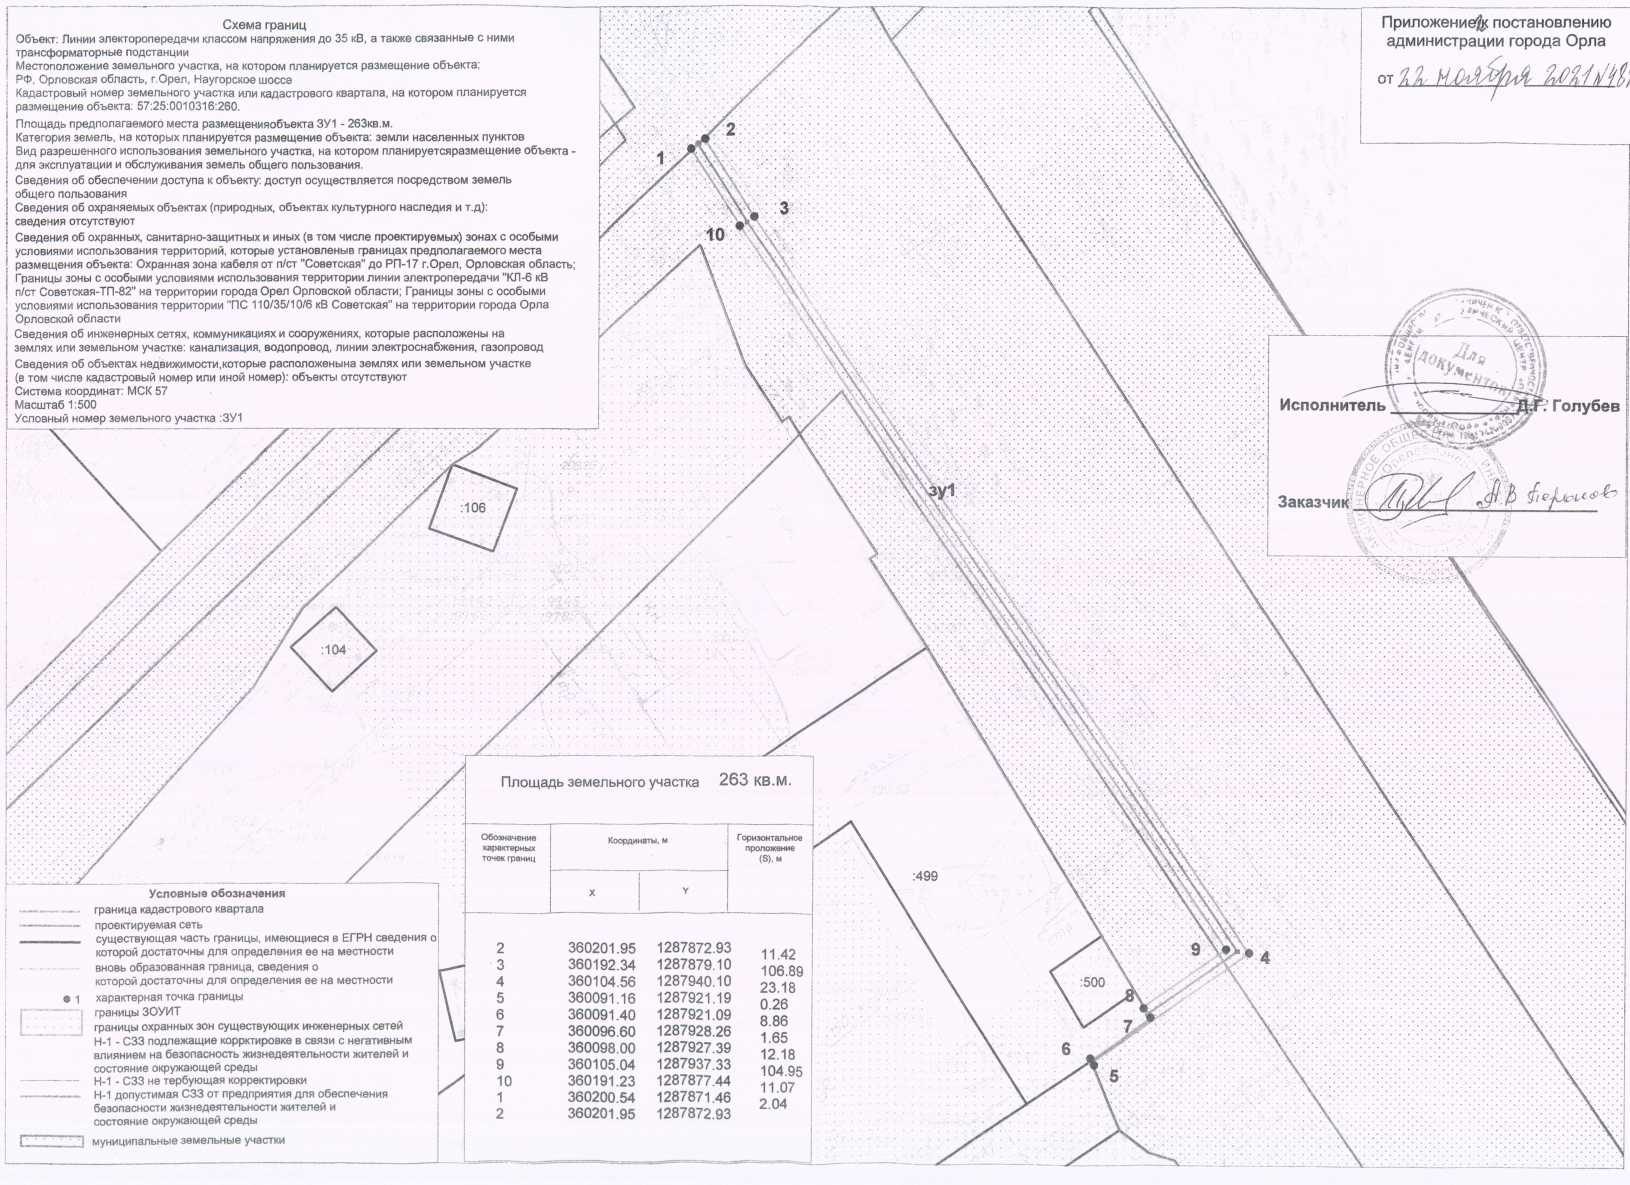 Схема границ
Объект: Линии электоропередачи классом напряжения до 35 кВ, а также связанные с ними
трансформаторные подстанции
Местоположение земельного участка, на котором планируется размещение объекта;
РФ, Орловская область, г.Орел, Наугорское шоссе
Кадастровый номер земельного участка или кадастрового квартала, на котором планируется
размещение объекта: 57:25:0010316:260.
Площадь предполагаемого места размещенияобъекта ЗУ1 - 263кв.м.
Категория земель, на которых планируется размещение объекта: земли населенных пунктов
Вид разрешенного использования земельного участка, на котором планируетсяразмещение объекта -
для эксплуатации и обслуживания земель общего пользования.
Сведения об обеспечении доступа к объекту: доступ осуществляется посредством земель
общего пользования
Сведения об охраняемых объектах (природных, объектах культурного наследия и т.д):
сведения отсутствуют
Сведения об охранных, санитарно-защитных и иных (в том числе проектируемых) зонах с особыми
условиями использования территорий, которые установленыв границах предполагаемого места
размещения объекта: Охранная зона кабеля от п/ст "Советская" до РП-17 г.Орел, Орловская область;
Границы зоны с особыми условиями использования территории линии электропередачи "КЛ-6 кВ
п/ст Советская-ТП-82" на территории города Орел Орловской области; Границы зоны с особыми
условиями использования территории "ПС 110/35/10/6 кВ Советская" на территории города Орла
Орловской области
Сведения об инженерных сетях, коммуникациях и сооружениях, которые расположены на
землях или земельном участке: канализация, водопровод, линии электроснабжения, газопровод
Сведения об объектах недвижимости,которые расположенына землях или земельном участке
(в том числе кадастровый номер или иной номер): объекты отсутствуют
Система координат: МСК 57
Масштаб 1:500
Условный номер земельного участка :ЗУ1
Приложение к постановлению
администрации города Орла
от 22 ноября 2021 №
Для
документов
Исполнитель Д.Г. Голубев
Заказчик
1
2
3
10
зу1
:106
:104
:499
:500
9
4
8
7
6
5
Площадь земельного участка 263 кв.м.
Обозначение
характерных
точек границ
Координаты, м
Горизонтальное
проложение
(S), м
X Y
2 360201.95 1287872.93
11.42
3 360192.34 1287879.10
106.89
4 360104.56 1287940.10
23.18
5 360091.16 1287921.19
0.26
6 360091.40 1287921.09
8.86
7 360096.60 1287928.26
1.65
8 360098.00 1287927.39
12.18
9 360105.04 1287937.33
104.95
10 360191.23 1287877.44
11.07
1 360200.54 1287871.46
2.04
2 360201.95 1287872.93
Условные обозначения
граница кадастрового квартала
проектируемая сеть
существующая часть границы, имеющиеся в ЕГРН сведения о
которой достаточны для определения ее на местности
вновь образованная граница, сведения о
которой достаточны для определения ее на местности
1 характерная точка границы
границы ЗОУИТ
границы охранных зон существующих инженерных сетей
Н-1 - СЗЗ подлежащие коррктировке в связи с негативным
влиянием на безопасность жизнедеятельности жителей и
состояние окружающей среды
Н-1 - СЗЗ не тербующая корректировки
Н-1 допустимая СЗЗ от предприятия для обеспечения
безопасности жизнедеятельности жителей и
состояние окружающей среды
муниципальные земельные участки